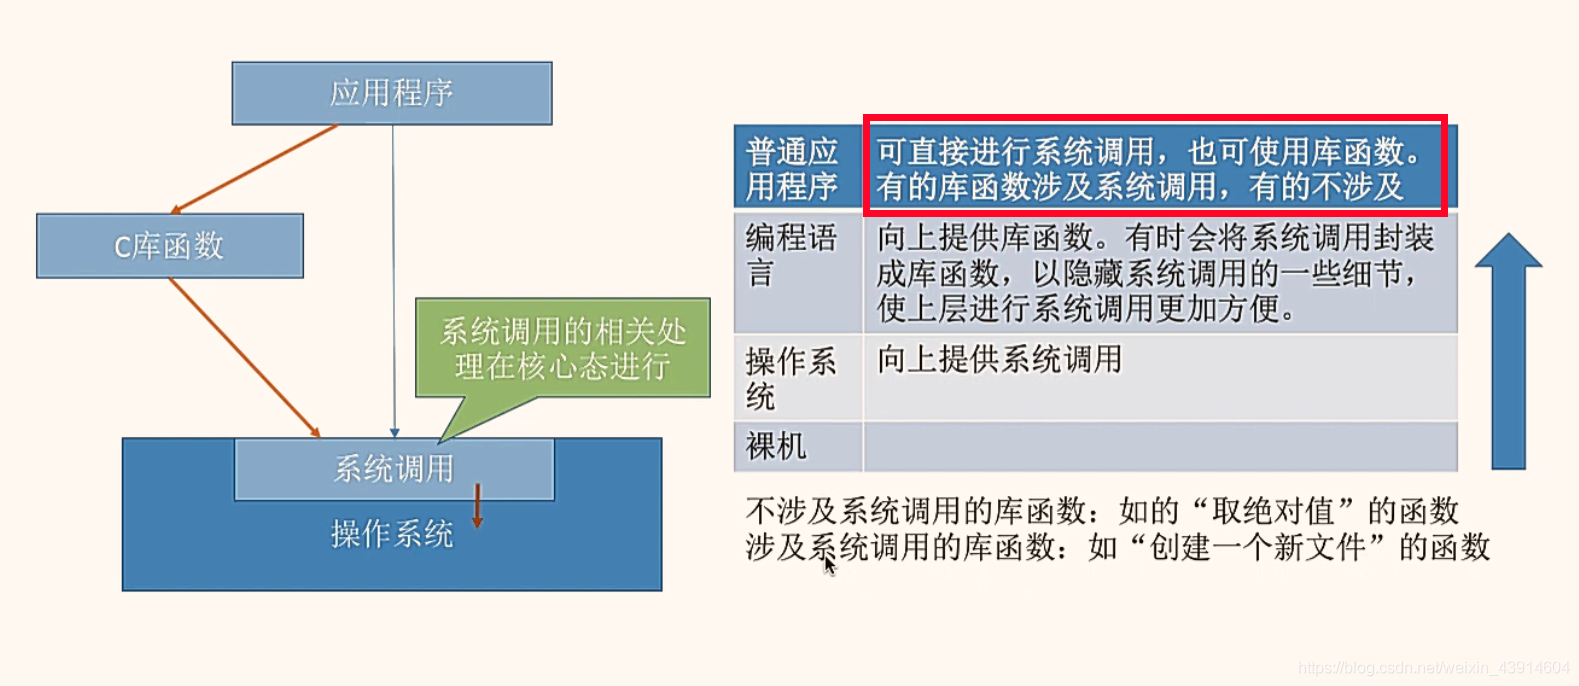 应用程序
C库函数
系统调用的相关处
理在核心态进行
系统调用
操作系统
普通应
用程序
可直接进行系统调用，也可使用库函数。
有的库函数涉及系统调用，有的不涉及
编程语
言
向上提供库函数。有时会将系统调用封装
成库函数，以隐藏系统调用的一些细节，
使上层进行系统调用更加方便。
操作系
统
向上提供系统调用
裸机
不涉及系统调用的库函数：如的“取绝对值”的函数
涉及系统调用的库函数：如“创建一个新文件”的函数
https://blog.csdn.net/weixin_43914604